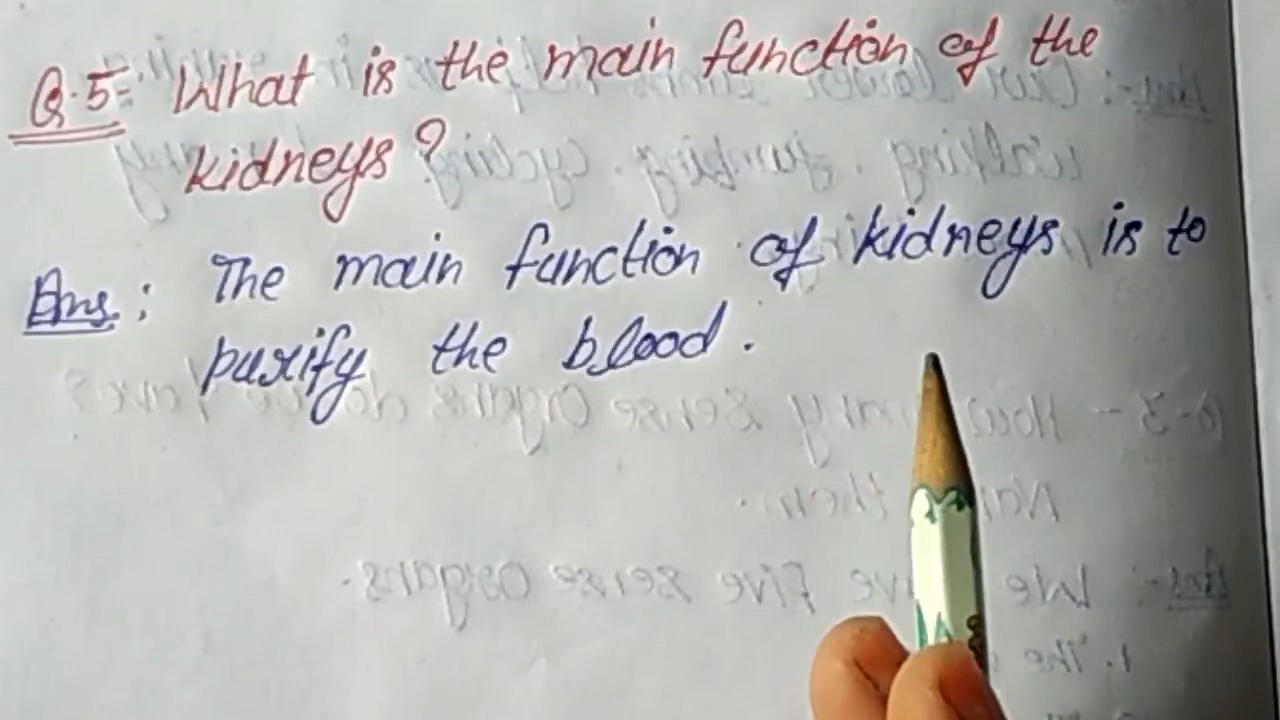 Q.5:- What is the main function of the
kidneys?
Ans: The main function of kidneys is to
purify the blood.